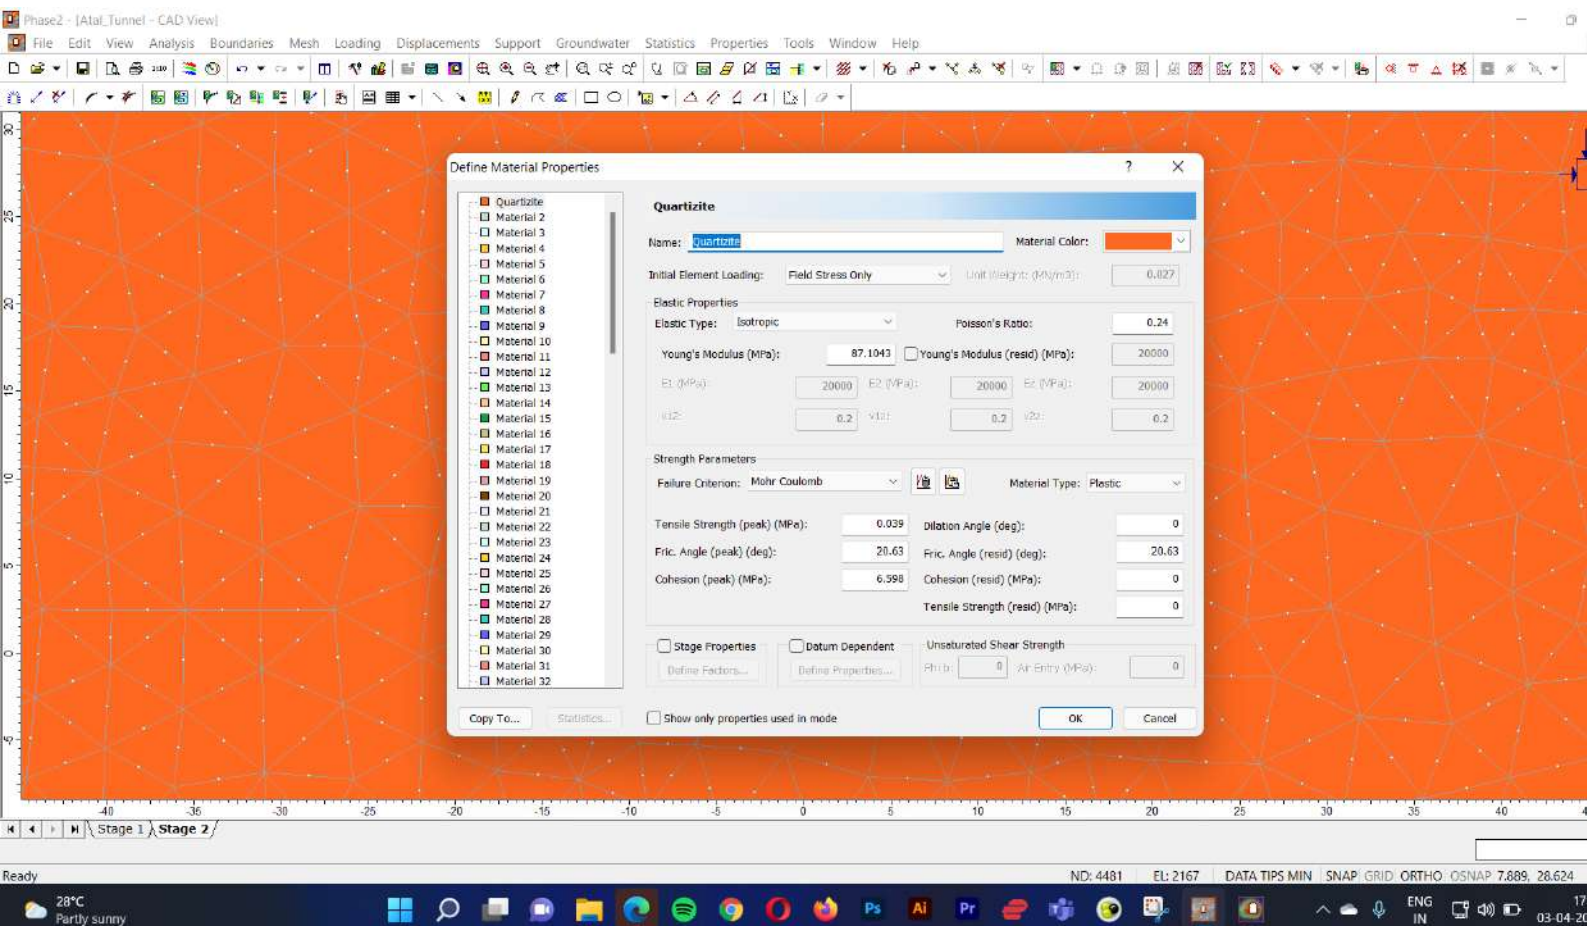 Phase2 - [Atal_Tunnel - CAD View]
File Edit View Analysis Boundaries Mesh Loading Displacements Support Groundwater Statistics Properties Tools Window Help
30
25
20
15
10
5
0
-5
Define Material Properties
? 
Quartizite
Material 2
Material 3
Material 4
Material 5
Material 6
Material 7
Material 8
Material 9
Material 10
Material 11
Material 12
Material 13
Material 14
Material 15
Material 16
Material 17
Material 18
Material 19
Material 20
Material 21
Material 22
Material 23
Material 24
Material 25
Material 26
Material 27
Material 28
Material 29
Material 30
Material 31
Material 32
Quartizite
Name: Quartizite Material Color:
Initial Element Loading: Field Stress Only Unit Weight: (MN/m3): 0.027
Elastic Properties
Elastic Type: Isotropic Poisson's Ratio: 0.24
Young's Modulus (MPa): 87.1043 Young's Modulus (resid) (MPa): 20000
E1 (MPa): 20000 E2 (MPa): 20000 Ez (MPa): 20000
v12: 0.2 v1z: 0.2 v2z: 0.2
Strength Parameters
Failure Criterion: Mohr Coulomb Material Type: Plastic
Tensile Strength (peak) (MPa): 0.039 Dilation Angle (deg): 0
Fric. Angle (peak) (deg): 20.63 Fric. Angle (resid) (deg): 20.63
Cohesion (peak) (MPa): 6.598 Cohesion (resid) (MPa): 0
Tensile Strength (resid) (MPa): 0
Stage Properties Datum Dependent Unsaturated Shear Strength
Define Factors... Define Properties... Phi b: 0 Air Entry (MPa): 0
Copy To... Statistics... Show only properties used in mode OK Cancel
-40 -35 -30 -25 -20 -15 -10 -5 0 5 10 15 20 25 30 35 40
Stage 1 Stage 2
Ready ND: 4481 EL: 2167 DATA TIPS MIN SNAP GRID ORTHO OSNAP 7.889, 28.624
28°C
Partly sunny
Ps Ai Pr
ENG
IN
17
03-04-20